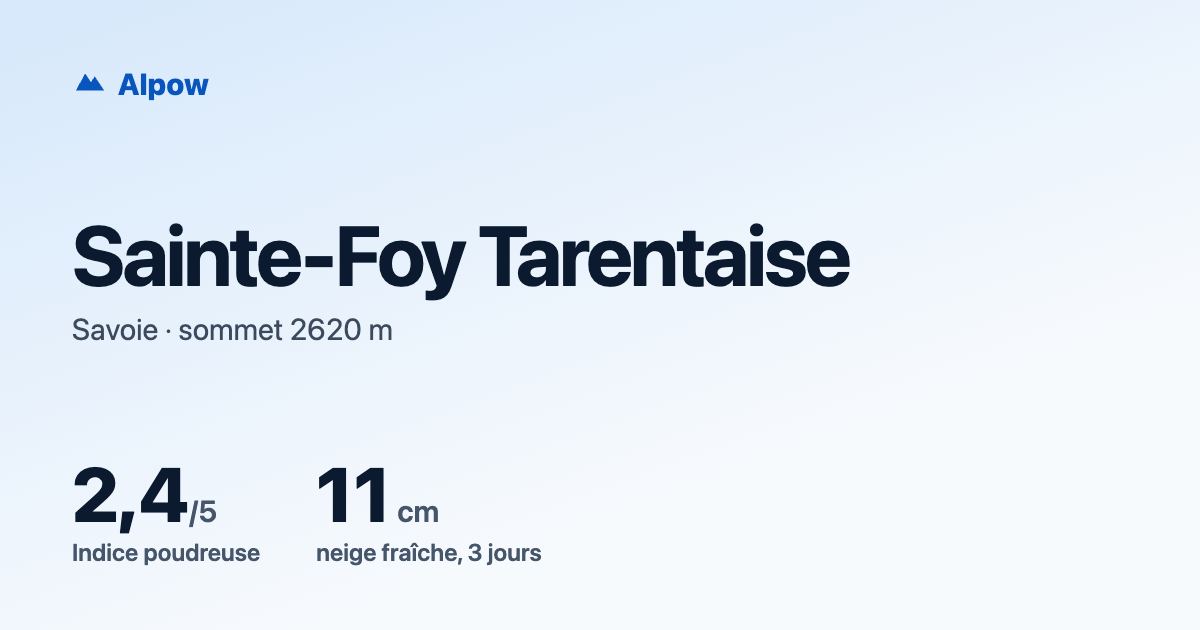 Alpow
Sainte-Foy Tarentaise
Savoie · sommet 2620 m
2,4/5 11 cm
Indice poudreuse neige fraîche, 3 jours